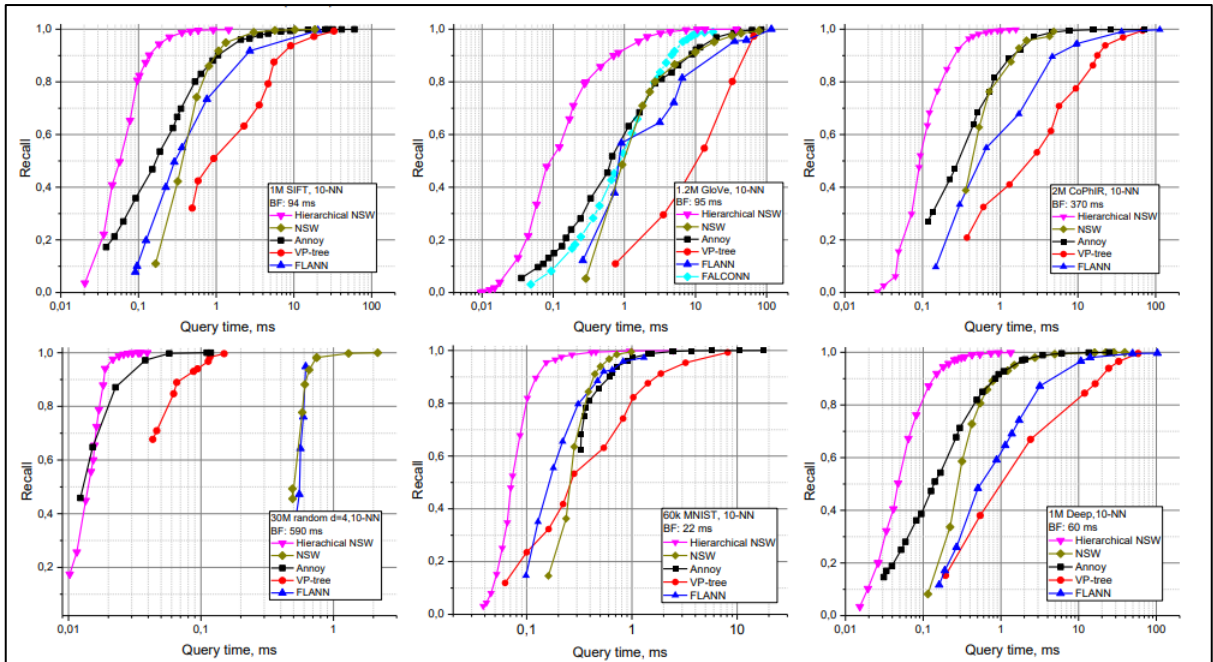 Recall
1,0
0,8
0,6
0,4
0,2
0,0
0,01
0,1
1
10
100
Query time, ms
1M SIFT, 10-NN
BF: 94 ms
Hierarchical NSW
NSW
Annoy
VP-tree
FLANN
Recall
1,0
0,8
0,6
0,4
0,2
0,0
0,01
0,1
1
10
100
Query time, ms
1.2M GloVe, 10-NN
BF: 95 ms
Hierarchical NSW
NSW
Annoy
VP-tree
FLANN
FALCONN
Recall
1,0
0,8
0,6
0,4
0,2
0,0
0,01
0,1
1
10
100
Query time, ms
2M CoPhIR, 10-NN
BF: 370 ms
Hierarchical NSW
NSW
Annoy
VP-tree
FLANN
Recall
1,0
0,8
0,6
0,4
0,2
0,01
0,1
1
Query time, ms
30M random d=4,10-NN
BF: 590 ms
Hierachical NSW
NSW
Annoy
VP-tree
FLANN
Recall
1,0
0,8
0,6
0,4
0,2
0,0
0,1
1
10
Query time, ms
60k MNIST, 10-NN
BF: 22 ms
Hierarchical NSW
NSW
Annoy
VP-tree
FLANN
Recall
1,0
0,8
0,6
0,4
0,2
0,0
0,01
0,1
1
10
100
Query time, ms
1M Deep,10-NN
BF: 60 ms
Hierarchical NSW
NSW
Annoy
VP-tree
FLANN